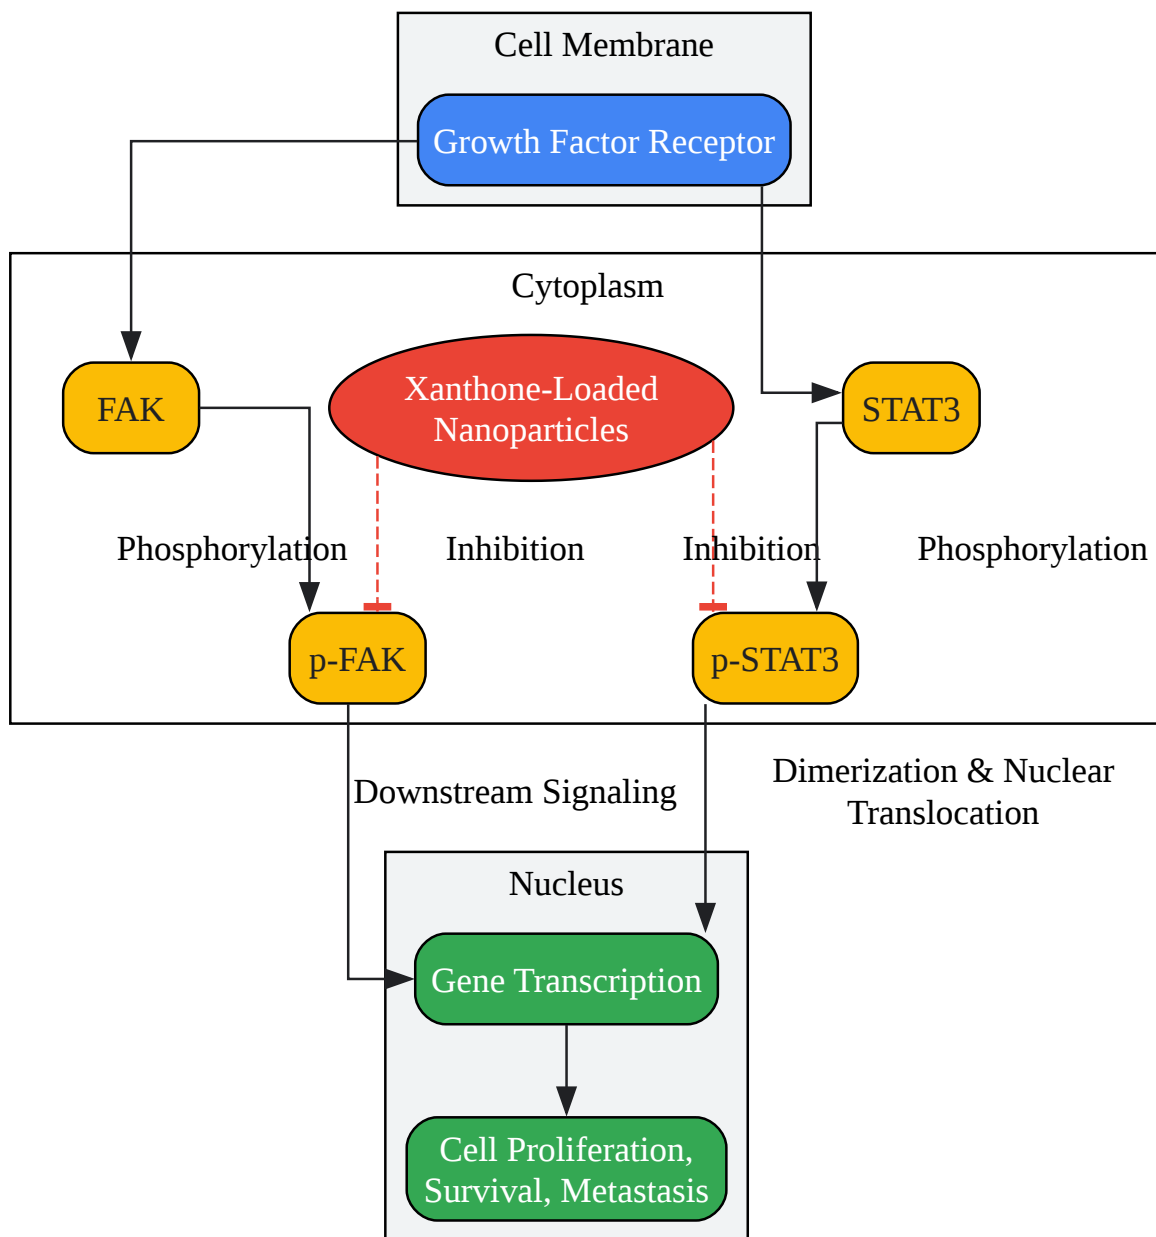 Cell Membrane
Growth Factor Receptor
Cytoplasm
FAK
Xanthone-Loaded
Nanoparticles
STAT3
Phosphorylation
Inhibition
Inhibition
Phosphorylation
p-FAK
p-STAT3
Downstream Signaling
Dimerization & Nuclear
Translocation
Nucleus
Gene Transcription
Cell Proliferation,
Survival, Metastasis